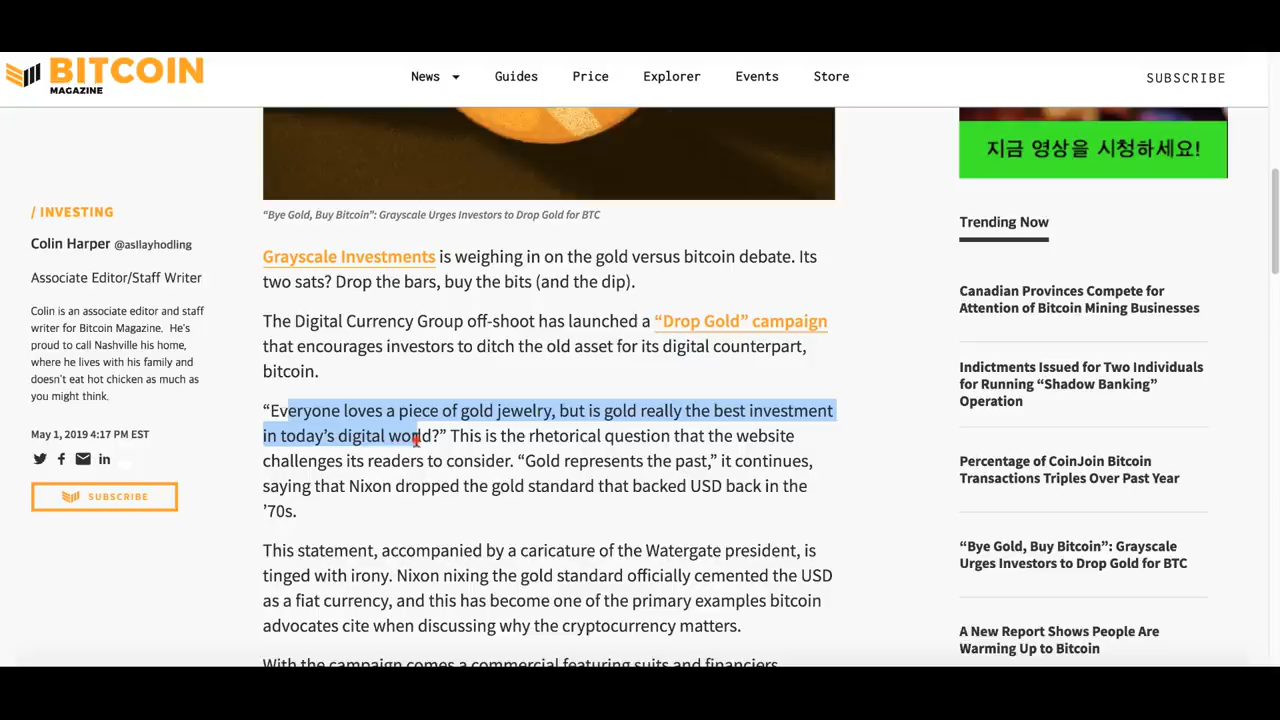 BITCOIN
MAGAZINE
News
Guides
Price
Explorer
Events
Store
SUBSCRIBE
/ INVESTING
Colin Harper @asllayhodling
Associate Editor/Staff Writer
Colin is an associate editor and staff
writer for Bitcoin Magazine. He's
proud to call Nashville his home,
where he lives with his family and
doesn't eat hot chicken as much as
you might think.
May 1, 2019 4:17 PM EST
SUBSCRIBE
“Bye Gold, Buy Bitcoin”: Grayscale Urges Investors to Drop Gold for BTC
Grayscale Investments is weighing in on the gold versus bitcoin debate. Its
two sats? Drop the bars, buy the bits (and the dip).
The Digital Currency Group off-shoot has launched a “Drop Gold” campaign
that encourages investors to ditch the old asset for its digital counterpart,
bitcoin.
“Everyone loves a piece of gold jewelry, but is gold really the best investment
in today’s digital world?” This is the rhetorical question that the website
challenges its readers to consider. “Gold represents the past,” it continues,
saying that Nixon dropped the gold standard that backed USD back in the
’70s.
This statement, accompanied by a caricature of the Watergate president, is
tinged with irony. Nixon nixing the gold standard officially cemented the USD
as a fiat currency, and this has become one of the primary examples bitcoin
advocates cite when discussing why the cryptocurrency matters.
With the campaign comes a commercial featuring suits and financiers
지금 영상을 시청하세요!
Trending Now
Canadian Provinces Compete for
Attention of Bitcoin Mining Businesses
Indictments Issued for Two Individuals
for Running “Shadow Banking”
Operation
Percentage of CoinJoin Bitcoin
Transactions Triples Over Past Year
“Bye Gold, Buy Bitcoin”: Grayscale
Urges Investors to Drop Gold for BTC
A New Report Shows People Are
Warming Up to Bitcoin